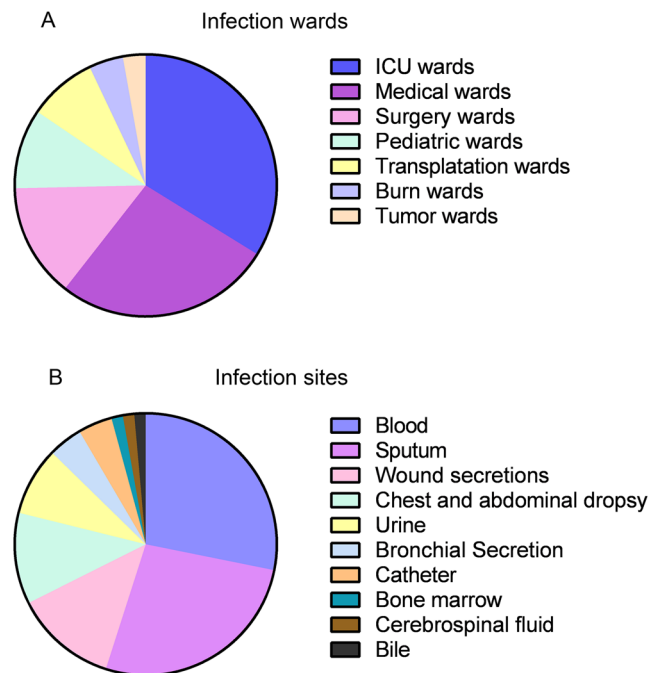 A Infection wards
ICU wards
Medical wards
Surgery wards
Pediatric wards
Transplatation wards
Burn wards
Tumor wards
B Infection sites
Blood
Sputum
Wound secretions
Chest and abdominal dropsy
Urine
Bronchial Secretion
Catheter
Bone marrow
Cerebrospinal fluid
Bile